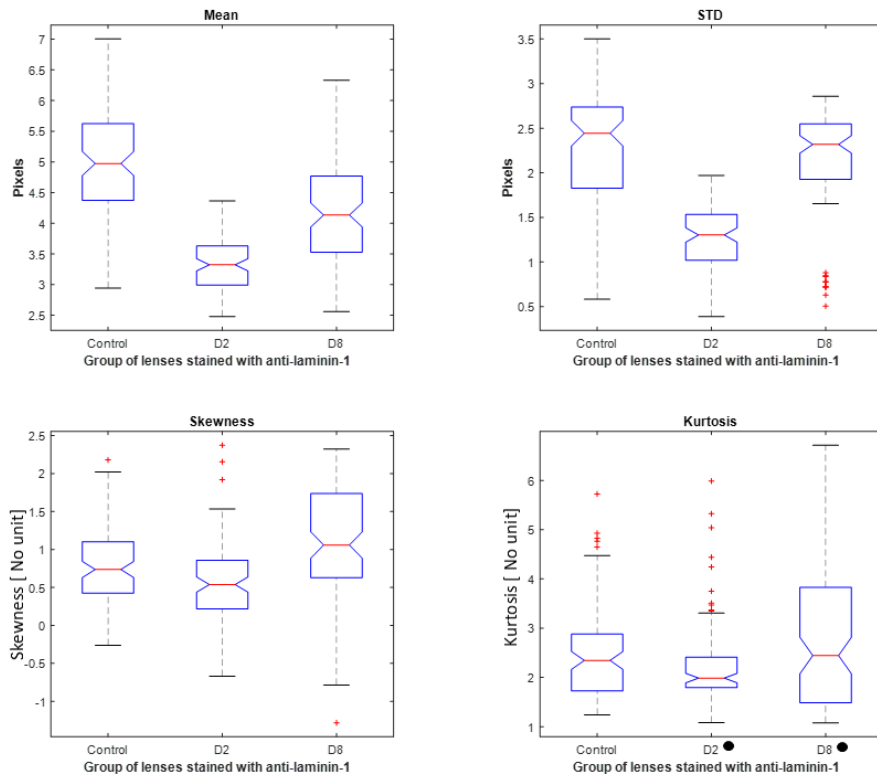 Mean
Pixels
7
6.5
6
5.5
5
4.5
4
3.5
3
2.5
Control D2 D8
Group of lenses stained with anti-laminin-1
STD
Pixels
3.5
3
2.5
2
1.5
1
0.5
Control D2 D8
Group of lenses stained with anti-laminin-1
Skewness
Skewness [ No unit]
2.5
2
1.5
1
0.5
0
-0.5
-1
Control D2 D8
Group of lenses stained with anti-laminin-1
Kurtosis
Kurtosis [ No unit]
6
5
4
3
2
1
Control D2 D8
Group of lenses stained with anti-laminin-1